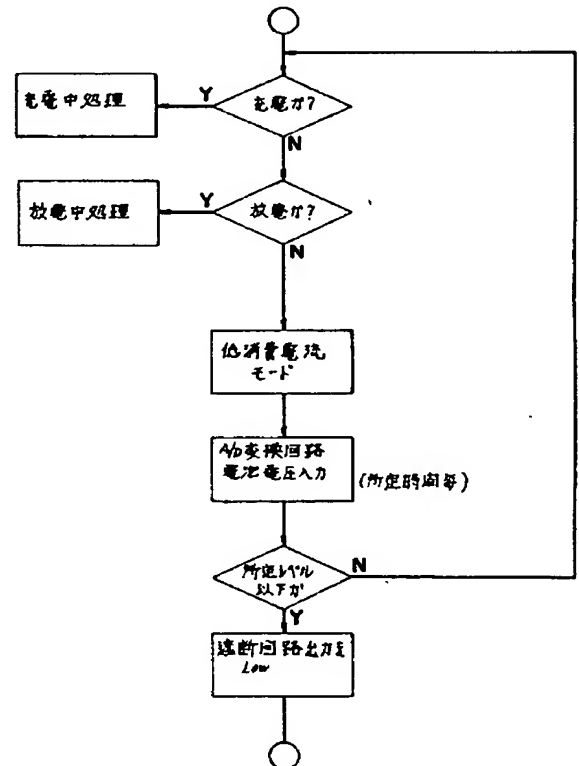 充電か?
Y
充電中処理
N
放電か?
Y
放電中処理
N
低消費電流
モード
A/D変換回路
電池電圧入力
(所定時間毎)
所定レベル
以下か
N
Y
遮断回路出力を
Low